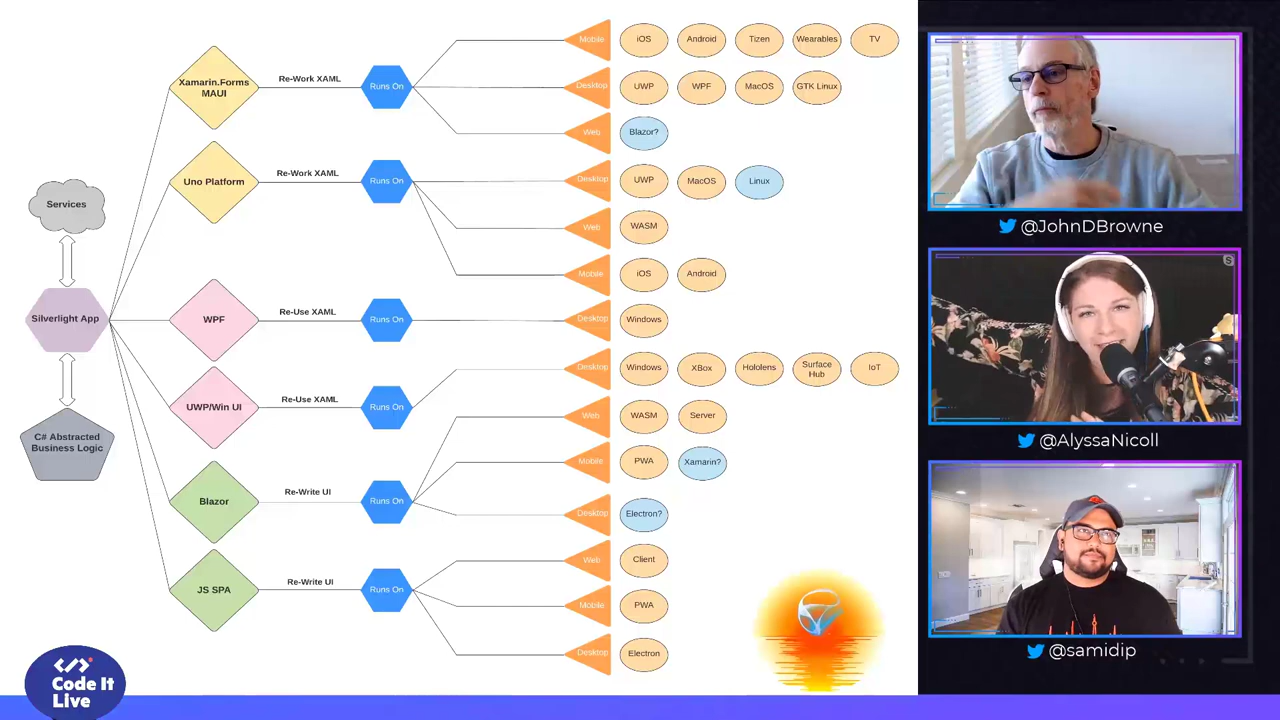 Xamarin.Forms
MAUI
Re-Work XAML
Runs On
Mobile
iOS
Android
Tizen
Wearables
TV
Desktop
UWP
WPF
MacOS
GTK Linux
Web
Blazor?
Uno Platform
Re-Work XAML
Runs On
Desktop
UWP
MacOS
Linux
Web
WASM
Mobile
iOS
Android
Services
Silverlight App
C# Abstracted
Business Logic
WPF
Re-Use XAML
Runs On
Desktop
Windows
UWP/Win UI
Re-Use XAML
Runs On
Desktop
Windows
XBox
Hololens
Surface
Hub
IoT
Blazor
Re-Write UI
Runs On
Web
WASM
Server
Mobile
PWA
Xamarin?
Desktop
Electron?
JS SPA
Re-Write UI
Runs On
Web
Client
Mobile
PWA
Desktop
Electron
Code It
Live
@JohnDBrowne
@AlyssaNicoll
@samidip